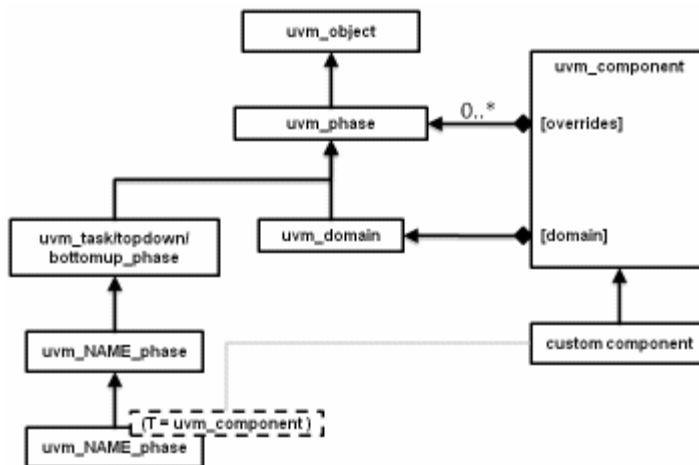 uvm_object
uvm_component
uvm_phase
0..*
[overrides]
uvm_task/topdown/
bottomup_phase
uvm_domain
[domain]
uvm_NAME_phase
custom component
(T = uvm_component )
uvm_NAME_phase